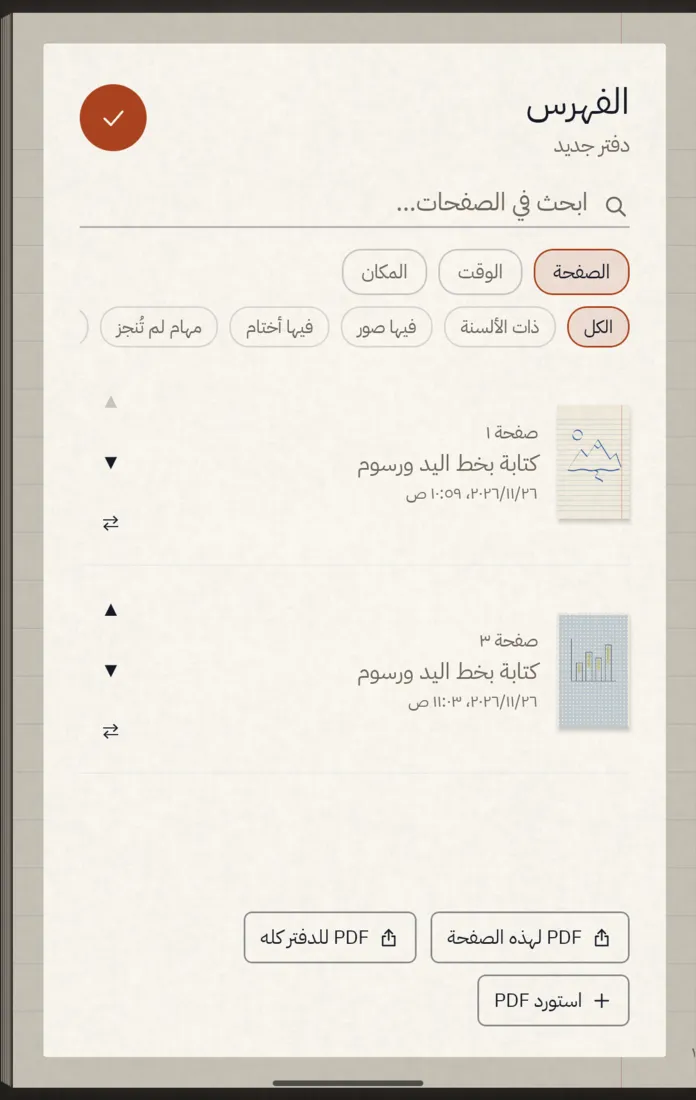 الفهرس
دفتر جديد
ابحث في الصفحات...
الصفحة
الوقت
المكان
الكل
ذات الألسنة
فيها صور
فيها أختام
مهام لم تُنجز
صفحة ١
كتابة بخط اليد ورسوم
٢٠٢٦/١١/٢٦، ١٠:٥٩ ص
صفحة ٣
كتابة بخط اليد ورسوم
٢٠٢٦/١١/٢٦، ١١:٠٣ ص
PDF لهذه الصفحة
PDF للدفتر كله
استورد PDF
١